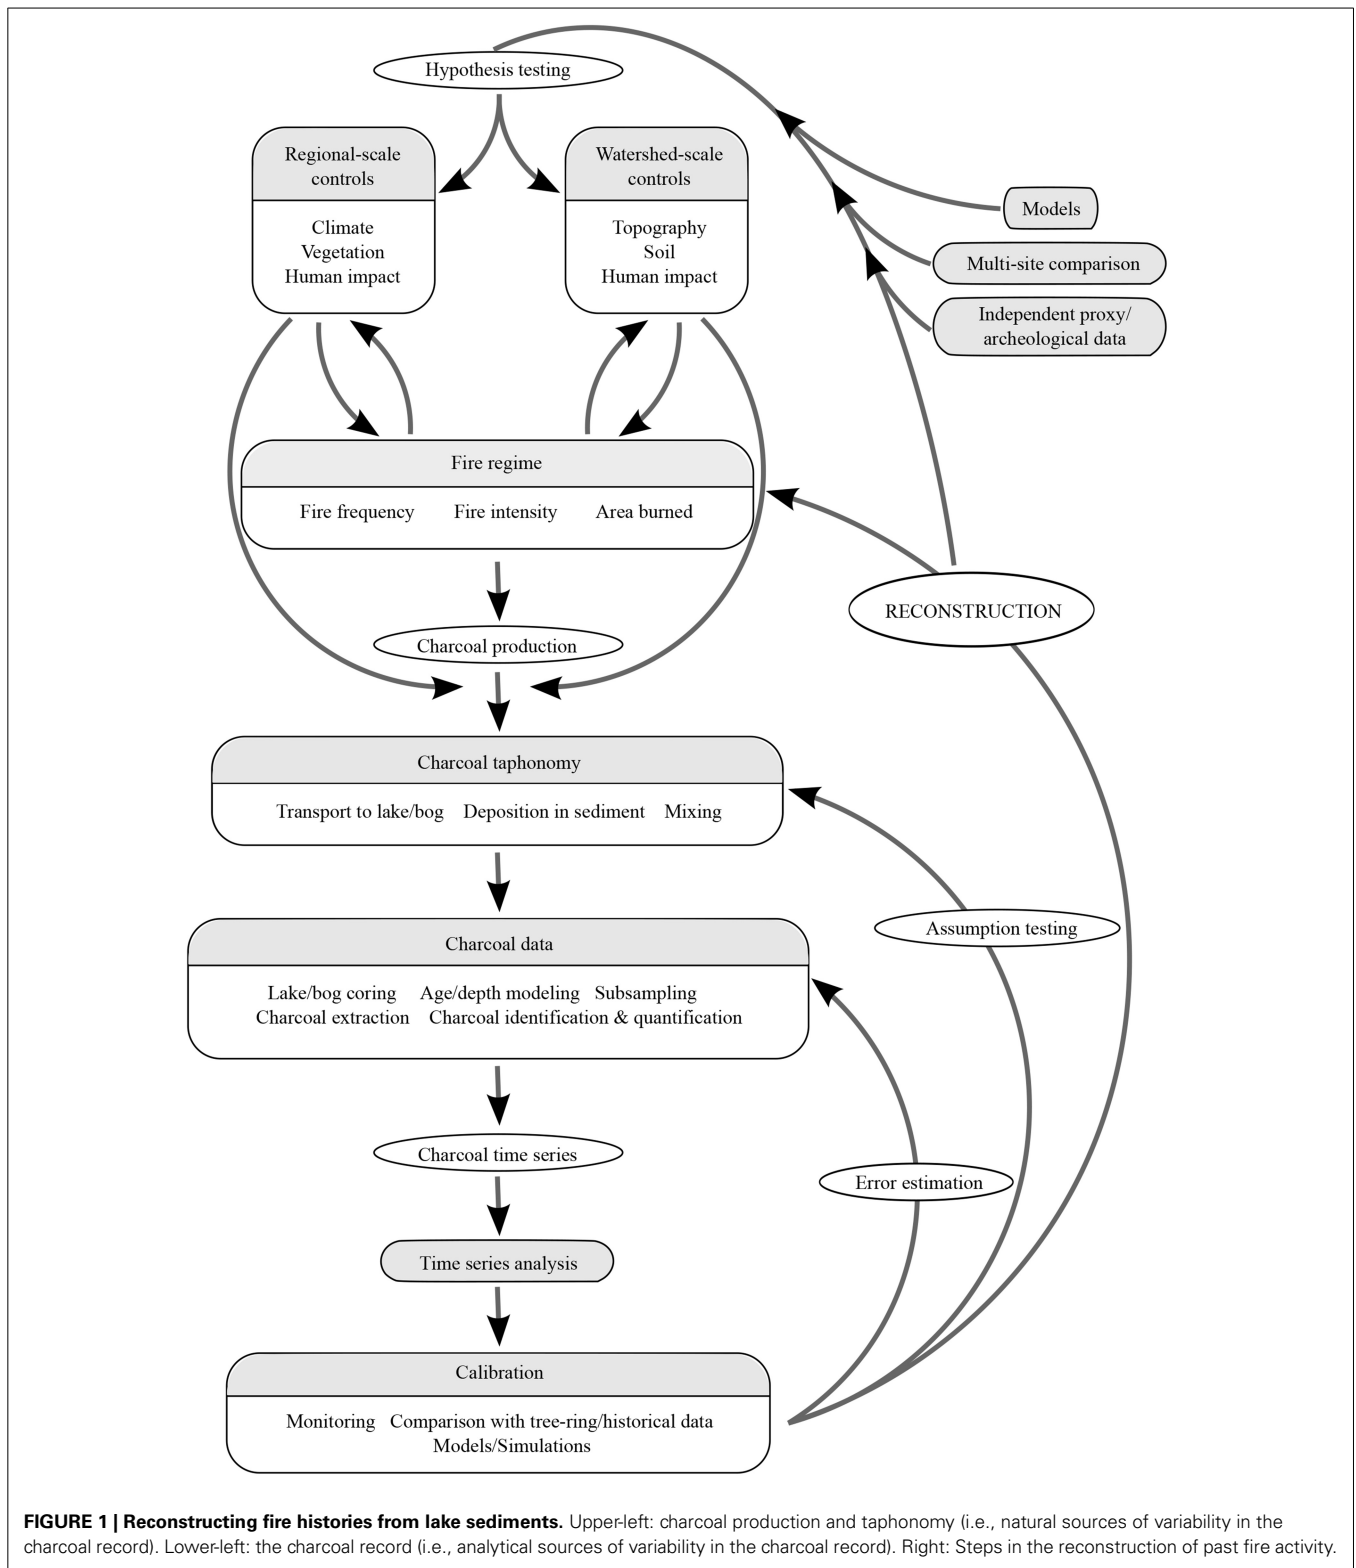 Hypothesis testing
Regional-scale
controls
Climate
Vegetation
Human impact
Watershed-scale
controls
Topography
Soil
Human impact
Models
Multi-site comparison
Independent proxy/
archeological data
Fire regime
Fire frequency Fire intensity Area burned
RECONSTRUCTION
Charcoal production
Charcoal taphonomy
Transport to lake/bog Deposition in sediment Mixing
Assumption testing
Charcoal data
Lake/bog coring Age/depth modeling Subsampling
Charcoal extraction Charcoal identification & quantification
Charcoal time series
Error estimation
Time series analysis
Calibration
Monitoring Comparison with tree-ring/historical data
Models/Simulations
FIGURE 1 | Reconstructing fire histories from lake sediments. Upper-left: charcoal production and taphonomy (i.e., natural sources of variability in the
charcoal record). Lower-left: the charcoal record (i.e., analytical sources of variability in the charcoal record). Right: Steps in the reconstruction of past fire activity.